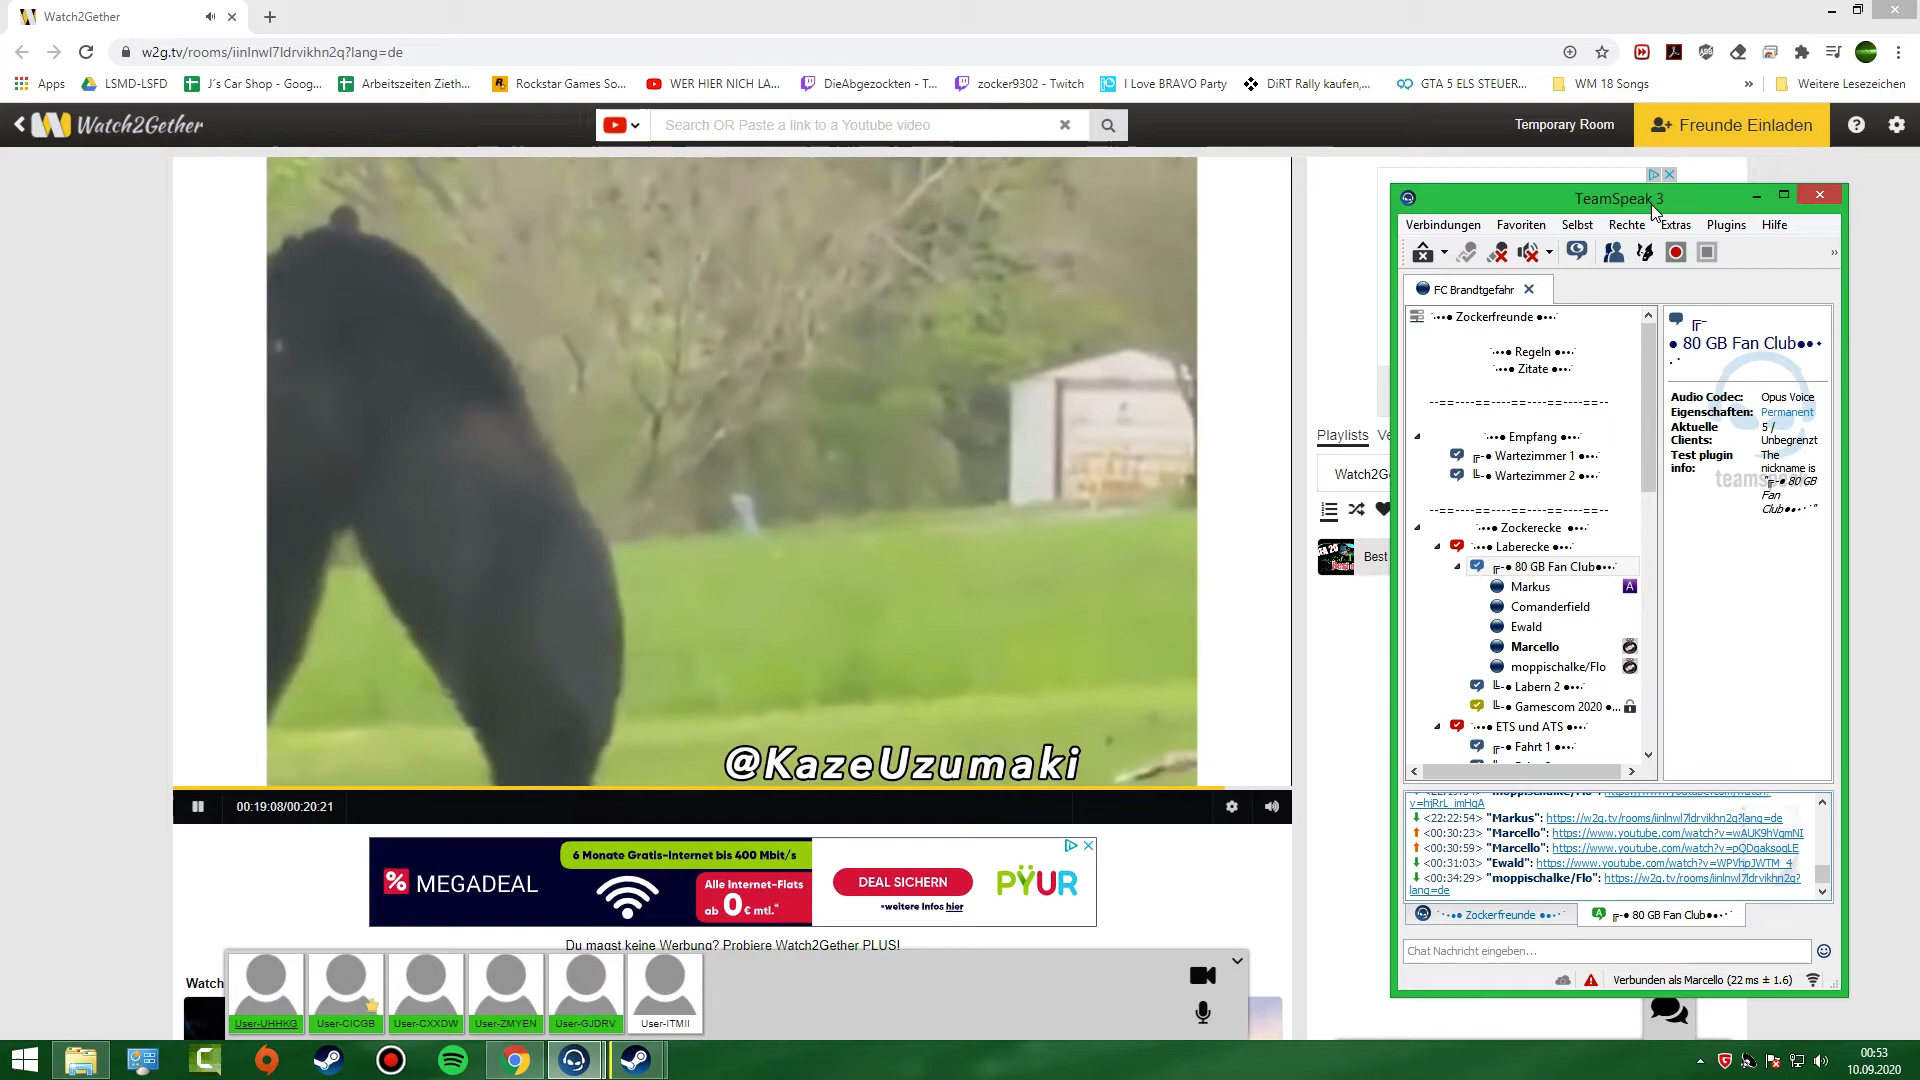 Watch2Gether
w2g.tv/rooms/iinlnwl7ldrvikhn2q?lang=de
Apps
LSMD-LSFD
J´s Car Shop - Goog...
Arbeitszeiten Zieth...
Rockstar Games So...
WER HIER NICH LA...
DieAbgezockten - T...
zocker9302 - Twitch
I Love BRAVO Party
DiRT Rally kaufen,...
GTA 5 ELS STEUER...
WM 18 Songs
»
Weitere Lesezeichen
Watch2Gether
Search OR Paste a link to a Youtube video
Temporary Room
Freunde Einladen
@KazeUzumaki
00:19:08/00:20:21
Playlists
Watch2G
Best
TeamSpeak 3
Verbindungen Favoriten Selbst Rechte Extras Plugins Hilfe
FC Brandtgefahr
Zockerfreunde
Regeln
Zitate
--==----==----==----==----==--
Empfang
Wartezimmer 1
Wartezimmer 2
--==----==----==----==----==--
Zockerecke
Laberecke
80 GB Fan Club
Markus
Comanderfield
Ewald
Marcello
moppischalke/Flo
Labern 2
Gamescom 2020
ETS und ATS
Fahrt 1
80 GB Fan Club
Audio Codec: Opus Voice
Eigenschaften: Permanent
Aktuelle Clients: 5 / Unbegrenzt
Test plugin info: The nickname is
"╔-● 80 GB
Fan
Club●•·˙"
teamspeak
v=hjRrL_imHgA
<22:22:54> "Markus": https://w2g.tv/rooms/iinlnwl7ldrvikhn2q?lang=de
<00:30:23> "Marcello": https://www.youtube.com/watch?v=wAUK9hVqmNI
<00:30:59> "Marcello": https://www.youtube.com/watch?v=pQDqaksoqLE
<00:31:03> "Ewald": https://www.youtube.com/watch?v=WPVhpJWTM_4
<00:34:29> "moppischalke/Flo": https://w2g.tv/rooms/iinlnwl7ldrvikhn2q?
lang=de
Zockerfreunde
80 GB Fan Club
Chat Nachricht eingeben...
Verbunden als Marcello (22 ms ± 1.6)
% MEGADEAL
6 Monate Gratis-Internet bis 400 Mbit/s
Alle Internet-Flats
ab 0€ mtl.*
DEAL SICHERN
*weitere Infos hier
PŸUR
Du magst keine Werbung? Probiere Watch2Gether PLUS!
Watch
User-UHHKG
User-CICGB
User-CXXDW
User-ZMYEN
User-GJDRV
User-ITMII
00:53
10.09.2020